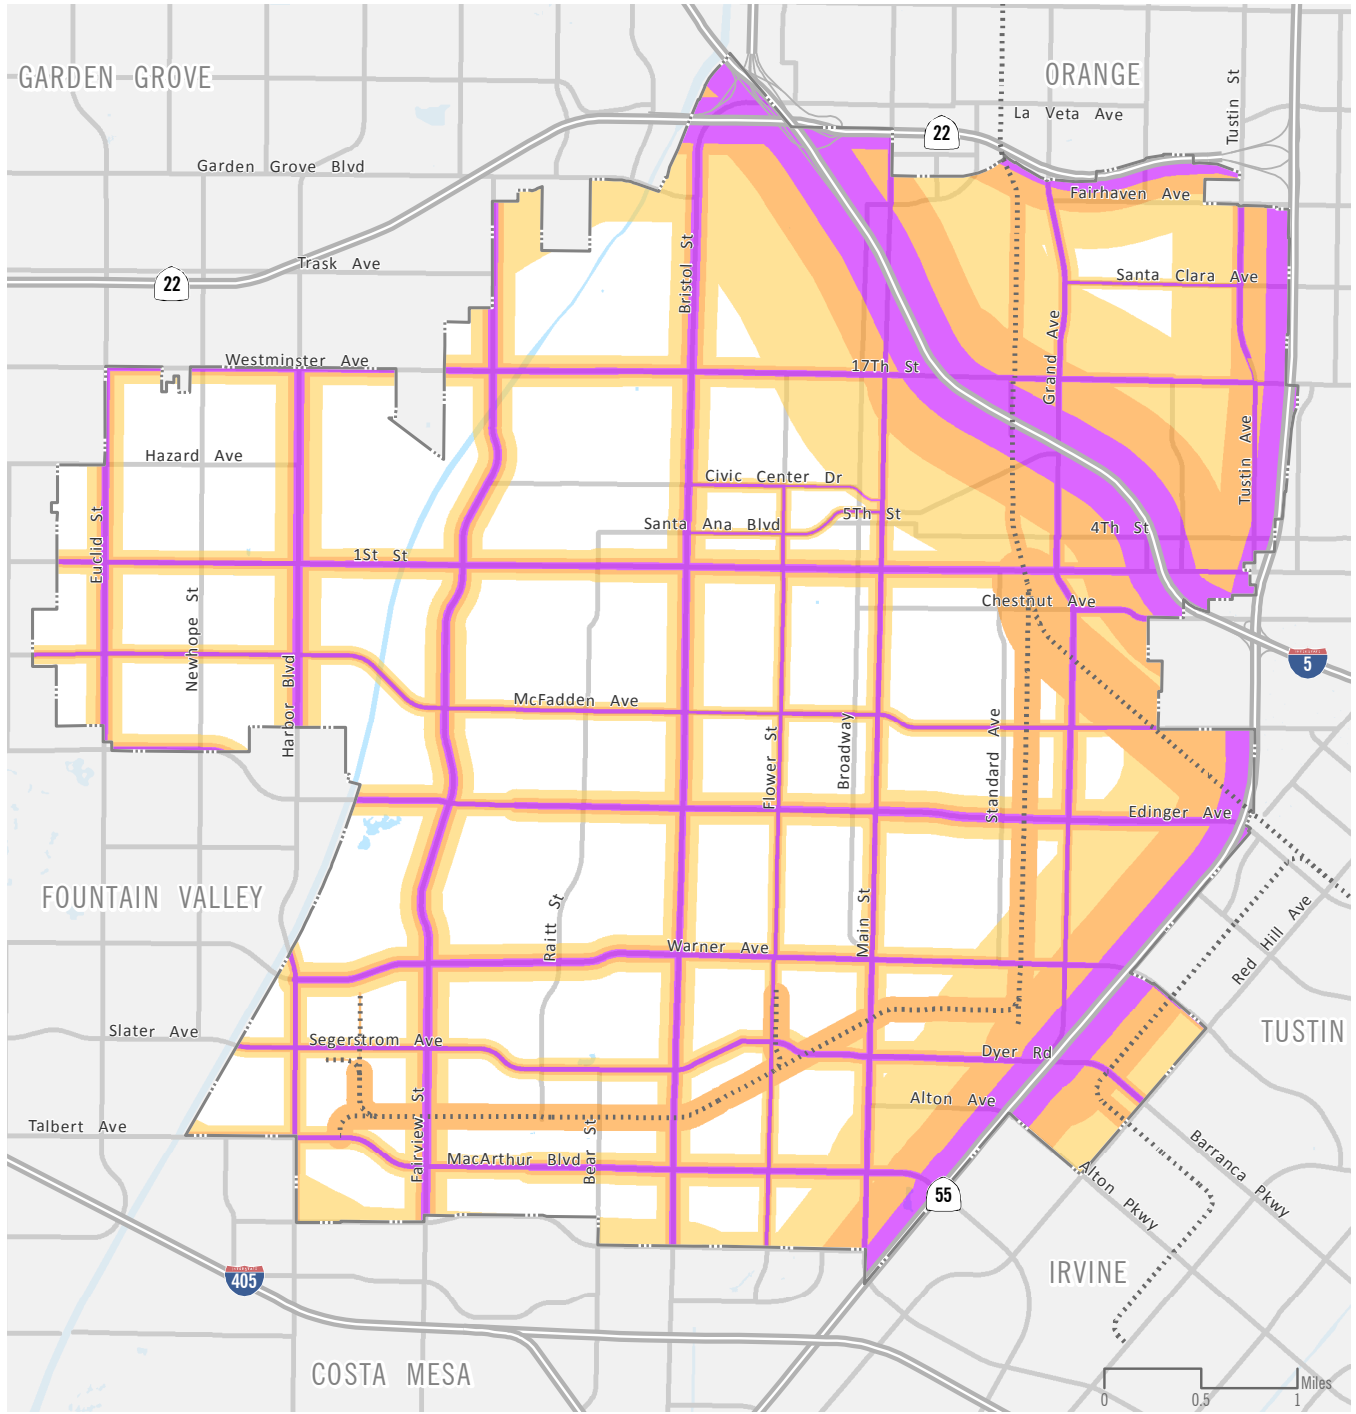 GARDEN GROVE
ORANGE
Tustin St
La Veta Ave
22
Garden Grove Blvd
Fairhaven Ave
Bristol St
Trask Ave
Santa Clara Ave
22
Grand Ave
Westminster Ave
17Th St
Tustin Ave
Hazard Ave
Civic Center Dr
Euclid St
Santa Ana Blvd
5Th St
4Th St
1St St
Newhope St
Chestnut Ave
5
Harbor Blvd
McFadden Ave
Flower St
Broadway
Standard Ave
Edinger Ave
FOUNTAIN VALLEY
Raitt St
Main St
Red Hill Ave
Warner Ave
Slater Ave
Segerstrom Ave
Dyer Rd
TUSTIN
Fairview St
Alton Ave
Talbert Ave
Bear St
MacArthur Blvd
Barranca Pkwy
Alton Pkwy
55
IRVINE
405
COSTA MESA
Miles
0 0.5 1